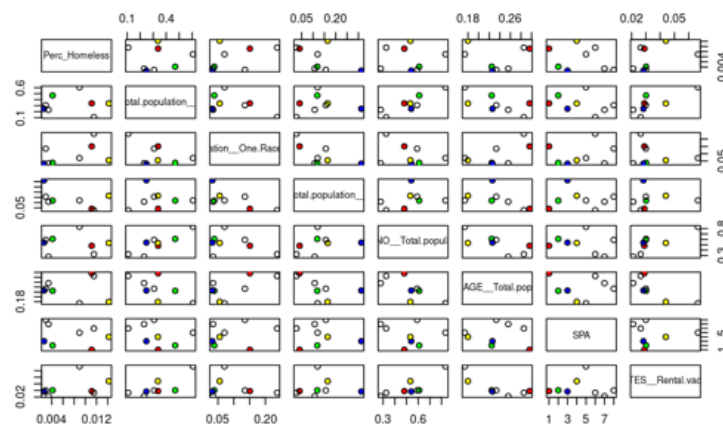 0.1 0.4 0.05 0.20 0.18 0.26 0.02 0.05
Perc_Homeless 0.004
0.6
0.1 otal.population__
ation__One.Race 0.05
0.05 otal.population__
NO__Total.popul 0.3 0.8
0.18 AGE__Total.pop
SPA 1 5
0.02 TES__Rental.vac
0.004 0.012 0.05 0.20 0.3 0.6 1 3 5 7